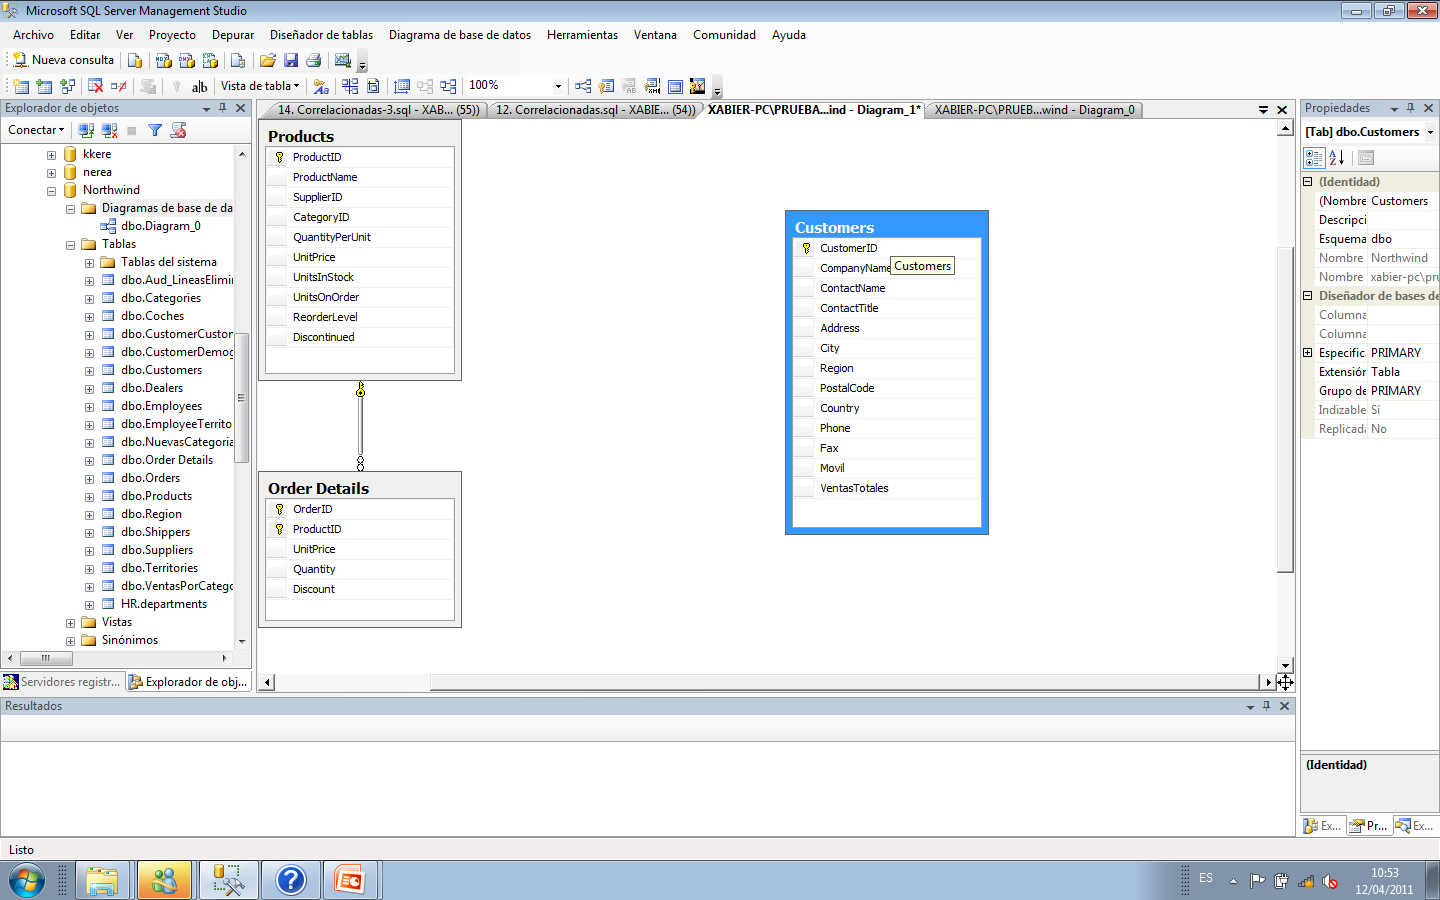 Microsoft SQL Server Management Studio
Archivo Editar Ver Proyecto Depurar Diseñador de tablas Diagrama de base de datos Herramientas Ventana Comunidad Ayuda
Nueva consulta
ab Vista de tabla 100%
Explorador de objetos
Conectar
kkere
nerea
Northwind
Diagramas de base de da
dbo.Diagram_0
Tablas
Tablas del sistema
dbo.Aud_LineasElimi
dbo.Categories
dbo.Coches
dbo.CustomerCustom
dbo.CustomerDemog
dbo.Customers
dbo.Dealers
dbo.Employees
dbo.EmployeeTerrito
dbo.NuevasCategoria
dbo.Order Details
dbo.Orders
dbo.Products
dbo.Region
dbo.Shippers
dbo.Suppliers
dbo.Territories
dbo.VentasPorCatego
HR.departments
Vistas
Sinónimos
Servidores registr... Explorador de obj...
14. Correlacionadas-3.sql - XAB... (55)) 12. Correlacionadas.sql - XABIE... (54)) XABIER-PC\PRUEBA...ind - Diagram_1* XABIER-PC\PRUEB...wind - Diagram_0
Products
ProductID
ProductName
SupplierID
CategoryID
QuantityPerUnit
UnitPrice
UnitsInStock
UnitsOnOrder
ReorderLevel
Discontinued
Order Details
OrderID
ProductID
UnitPrice
Quantity
Discount
Customers
CustomerID
CompanyName
Customers
ContactName
ContactTitle
Address
City
Region
PostalCode
Country
Phone
Fax
Movil
VentasTotales
Propiedades
[Tab] dbo.Customers
(Identidad)
(Nombre Customers
Descripci
Esquema dbo
Nombre Northwind
Nombre xabier-pc\pru
Diseñador de bases de
Columna
Columna
Especific PRIMARY
Extensión Tabla
Grupo de PRIMARY
Indizable Sí
Replicada No
(Identidad)
Ex... Pr... Ex...
Resultados
Listo
ES
10:53
12/04/2011